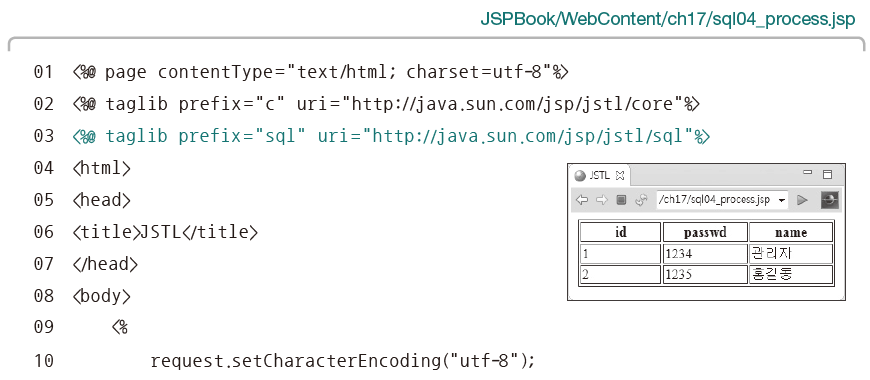 JSPBook/WebContent/ch17/sql04_process.jsp
01 <%@ page contentType="text/html; charset=utf-8"%>
02 <%@ taglib prefix="c" uri="http://java.sun.com/jsp/jstl/core"%>
03 <%@ taglib prefix="sql" uri="http://java.sun.com/jsp/jstl/sql"%>
04 <html>
05 <head>
06 <title>JSTL</title>
07 </head>
08 <body>
09 <%
10 request.setCharacterEncoding("utf-8");
JSTL
/ch17/sql04_process.jsp
id passwd name
1 1234 관리자
2 1235 홍길동